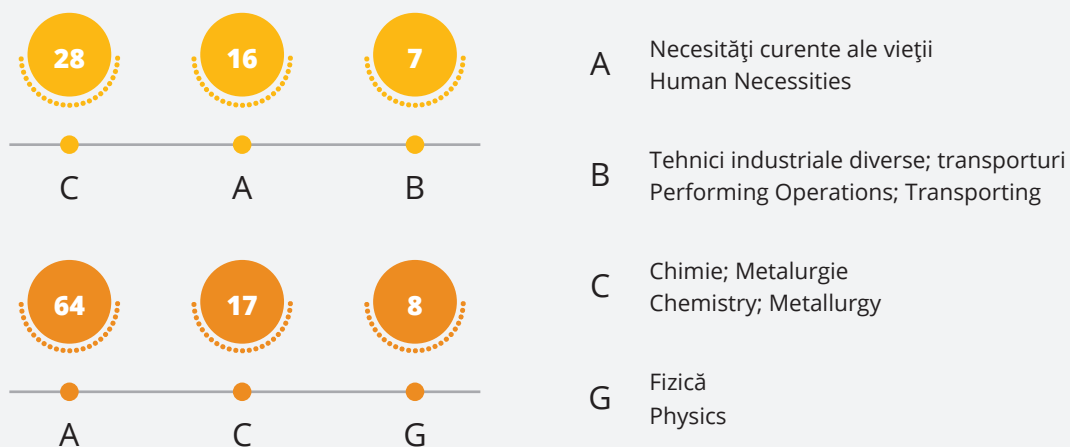 28 16 7
C A B
64 17 8
A C G
A
Necesităţi curente ale vieţii
Human Necessities
B
Tehnici industriale diverse; transporturi
Performing Operations; Transporting
C
Chimie; Metalurgie
Chemistry; Metallurgy
G
Fizică
Physics